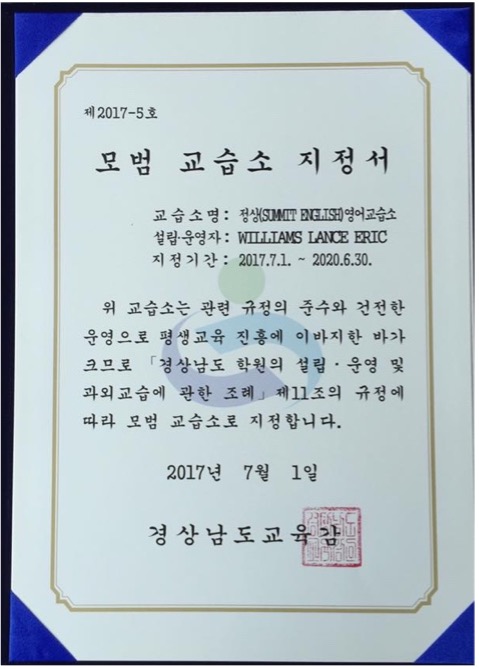 제2017-5호
모범 교습소 지정서
교습소명: 정상(SUMMIT ENGLISH)영어교습소
설립·운영자: WILLIAMS LANCE ERIC
지정기간: 2017.7.1. ~ 2020.6.30.
위 교습소는 관련 규정의 준수와 건전한
운영으로 평생교육 진흥에 이바지한 바가
크므로 「경상남도 학원의 설립·운영 및
과외교습에 관한 조례」제11조의 규정에
따라 모범 교습소로 지정합니다.
2017년 7월 1일
경상남도교육감